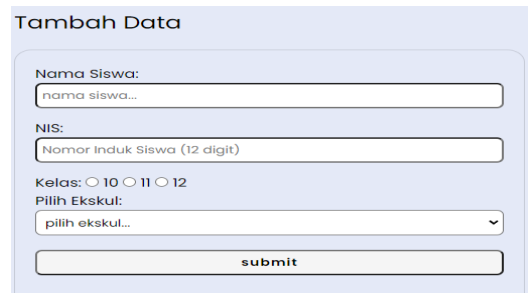 Tambah Data
Nama Siswa:
nama siswa...
NIS:
Nomor Induk Siswa (12 digit)
Kelas: 10 11 12
Pilih Ekskul:
pilih ekskul...
submit